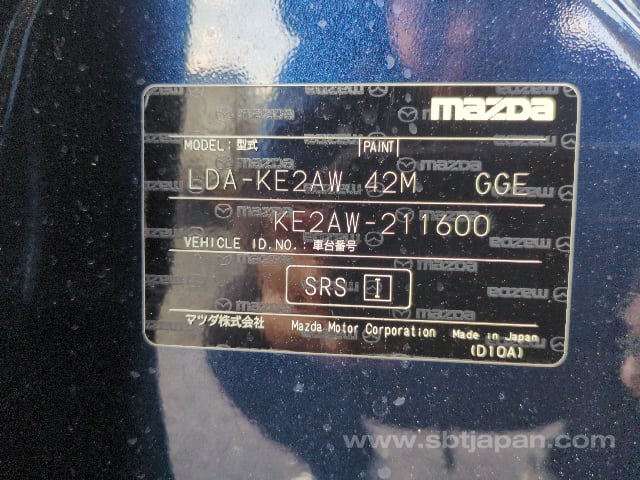 mazda
MODEL：型式 PAINT
LDA-KE2AW 42M GGE
KE2AW-211600
VEHICLE ID.NO.：車台番号
SRS I
マツダ株式会社 Mazda Motor Corporation Made in Japan
(D10A)
www.sbtjapan.com